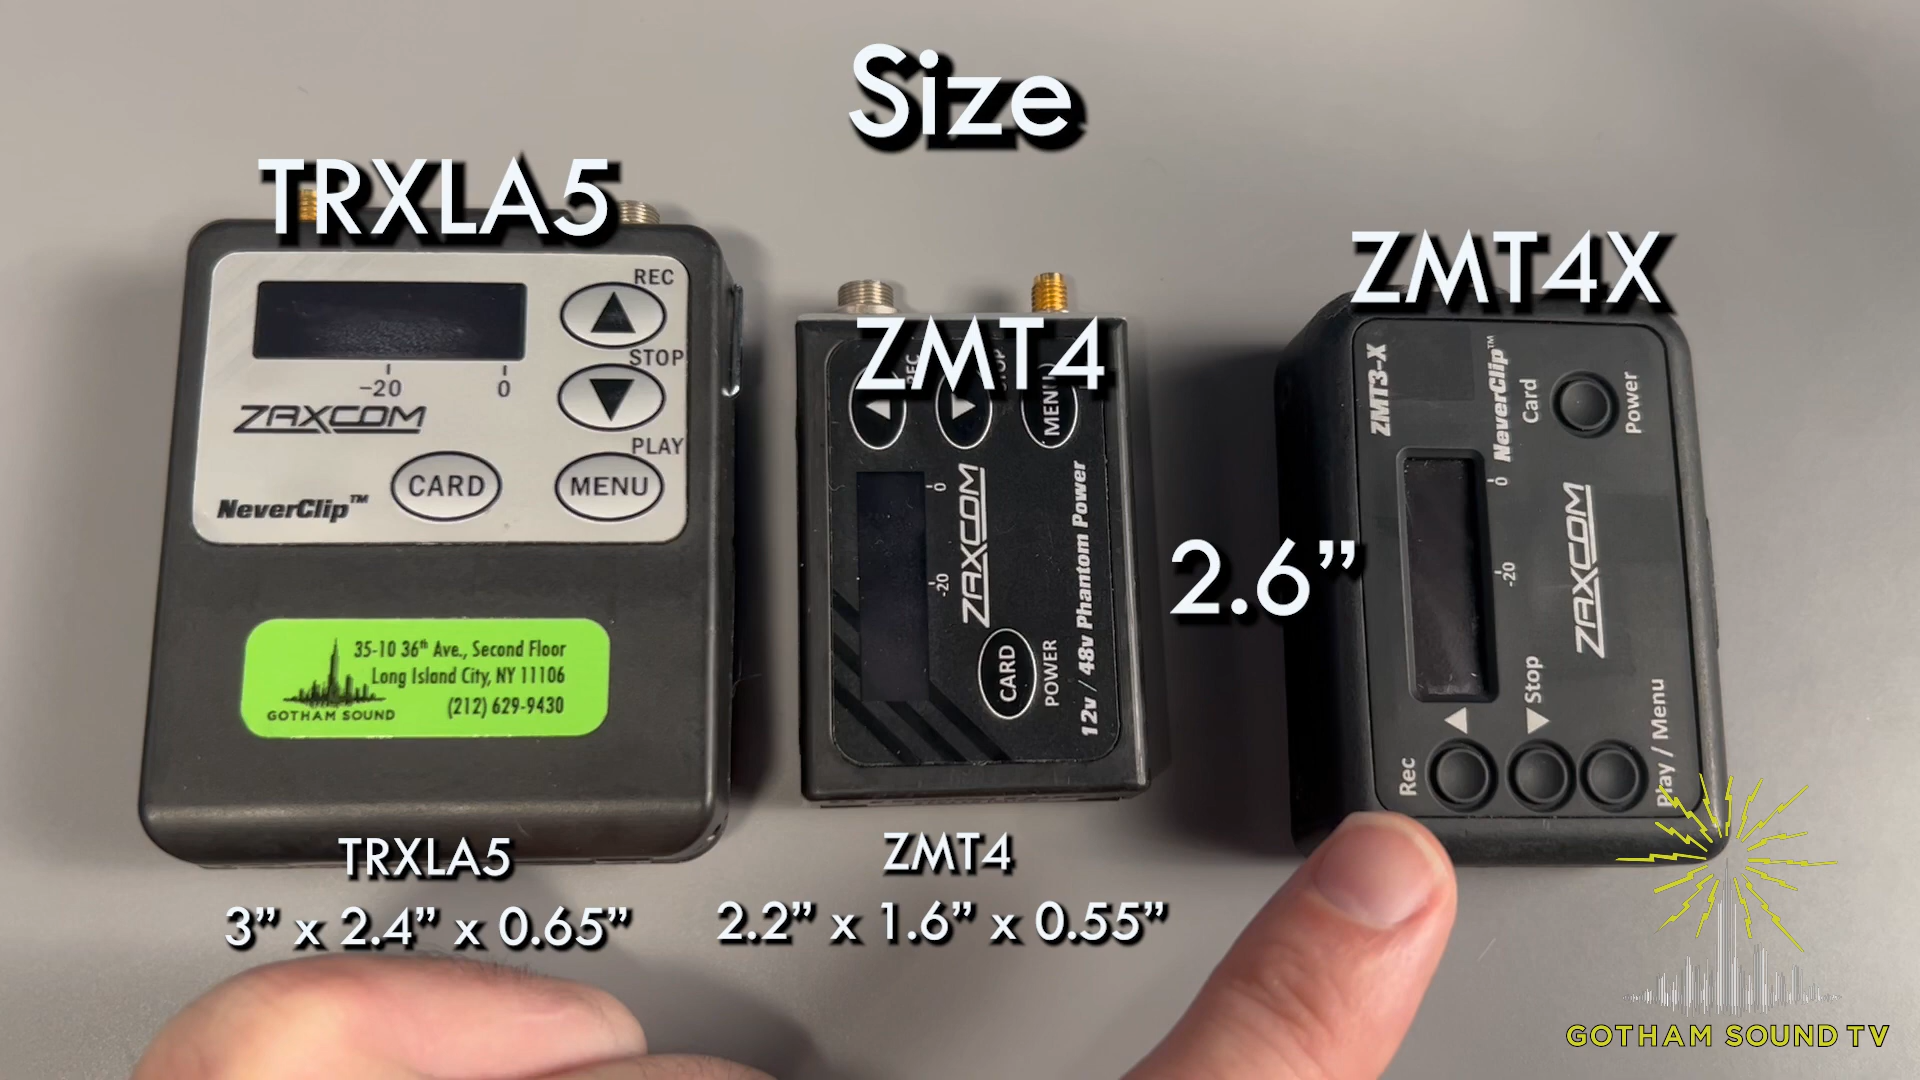 Size
TRXLA5
ZMT4
ZMT4X
REC
STOP
-20 0
PLAY
ZAXCOM
CARD
MENU
NeverClip™
35-10 36th Ave., Second Floor
Long Island City, NY 11106
(212) 629-9430
GOTHAM SOUND
REC
STOP
MENU
-20 0
ZAXCOM
CARD
POWER
12v / 48v Phantom Power
2.6”
ZMT3-X
NeverClip™
Card
Power
-20 0
ZAXCOM
Rec
Stop
Play / Menu
TRXLA5
3” x 2.4” x 0.65”
ZMT4
2.2” x 1.6” x 0.55”
GOTHAM SOUND TV